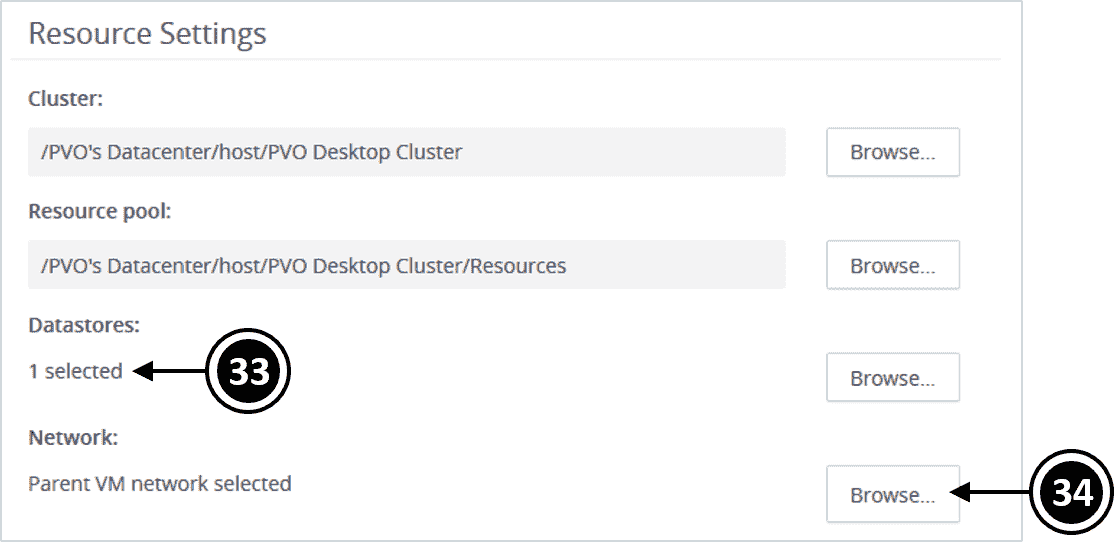 Resource Settings
Cluster:
/PVO's Datacenter/host/PVO Desktop Cluster
Browse...
Resource pool:
/PVO's Datacenter/host/PVO Desktop Cluster/Resources
Browse...
Datastores:
1 selected
33
Browse...
Network:
Parent VM network selected
Browse...
34